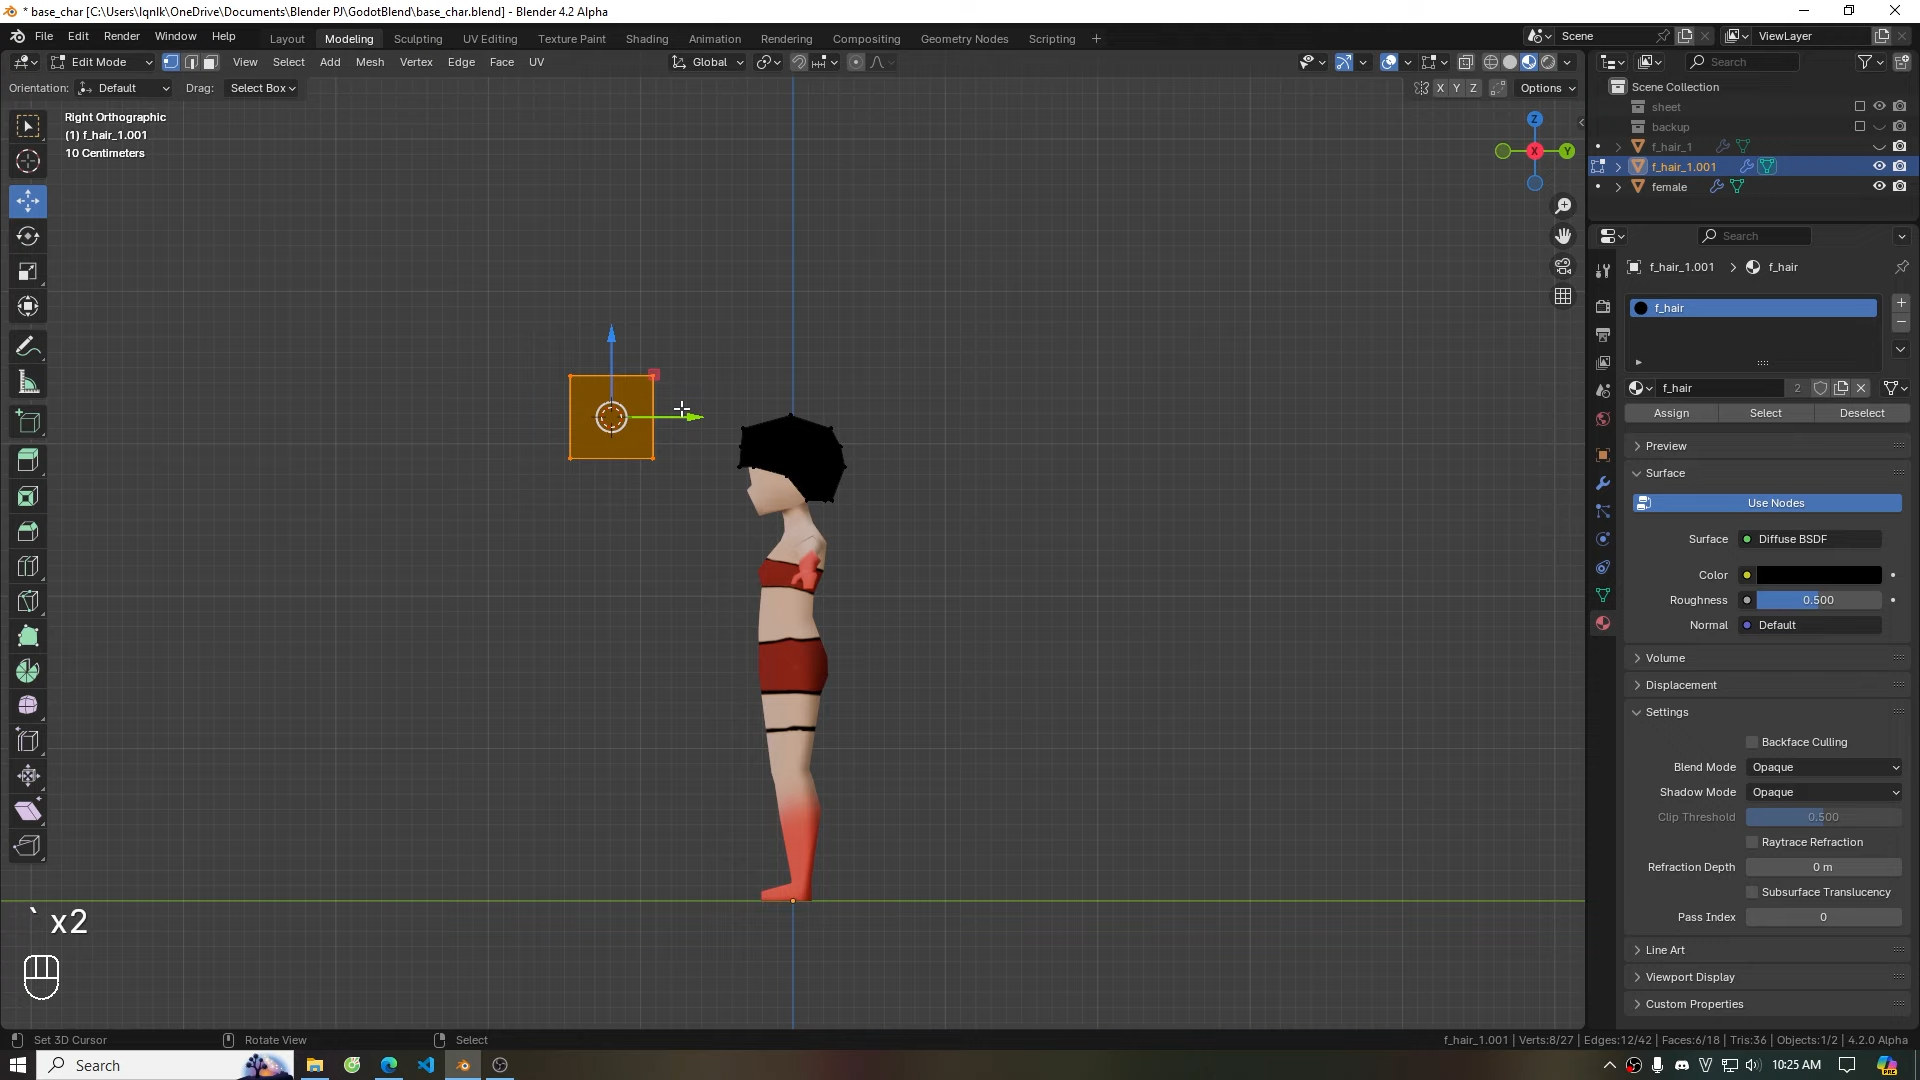 * base_char [C:\Users\Iqnlk\OneDrive\Documents\Blender PJ\GodotBlend\base_char.blend] - Blender 4.2 Alpha
File Edit Render Window Help
Layout Modeling Sculpting UV Editing Texture Paint Shading Animation Rendering Compositing Geometry Nodes Scripting +
Scene
ViewLayer
Edit Mode View Select Add Mesh Vertex Edge Face UV
Global
Search
Orientation: Default Drag: Select Box
X Y Z Options
Right Orthographic
(1) f_hair_1.001
10 Centimeters
Z
X
Y
Scene Collection
sheet
backup
f_hair_1
f_hair_1.001
female
Search
f_hair_1.001 > f_hair
f_hair
f_hair 2
Assign Select Deselect
Preview
Surface
Use Nodes
Surface Diffuse BSDF
Color
Roughness 0.500
Normal Default
Volume
Displacement
Settings
Backface Culling
Blend Mode Opaque
Shadow Mode Opaque
Clip Threshold 0.500
Raytrace Refraction
Refraction Depth 0 m
Subsurface Translucency
Pass Index 0
Line Art
Viewport Display
Custom Properties
` x2
Set 3D Cursor Rotate View Select
f_hair_1.001 | Verts:8/27 | Edges:12/42 | Faces:6/18 | Tris:36 | Objects:1/2 | 4.2.0 Alpha
Search
10:25 AM
PRE